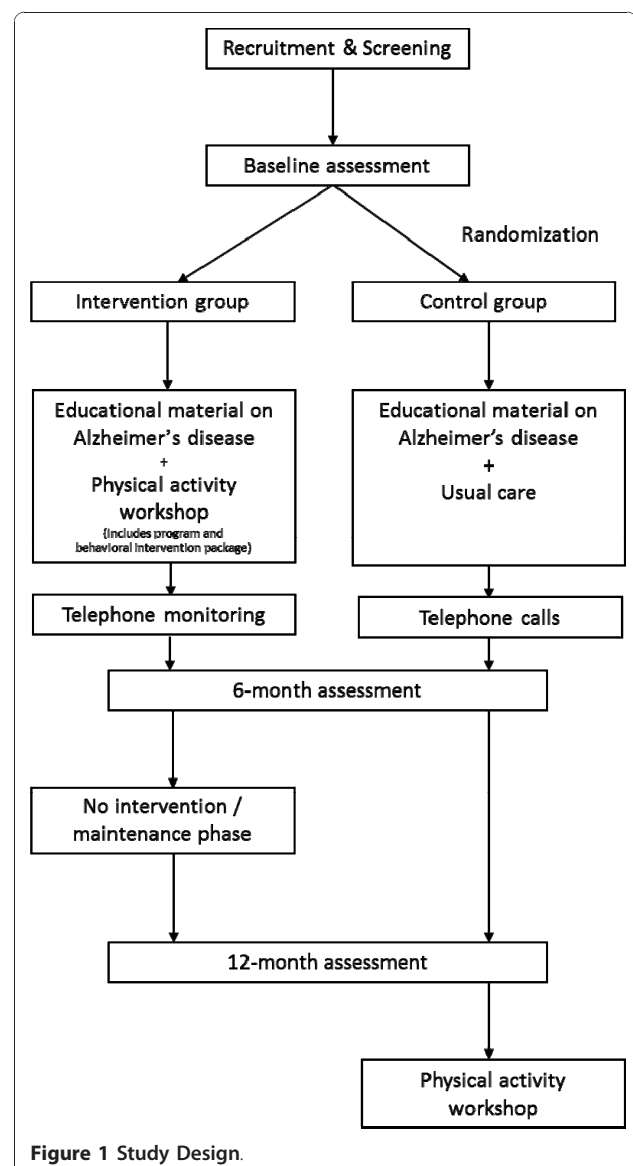 Recruitment & Screening
Baseline assessment
Randomization
Intervention group
Control group
Educational material on
Alzheimer's disease
+
Physical activity
workshop
(includes program and
behavioral intervention package)
Educational material on
Alzheimer's disease
+
Usual care
Telephone monitoring
Telephone calls
6-month assessment
No intervention /
maintenance phase
12-month assessment
Physical activity
workshop
Figure 1 Study Design.